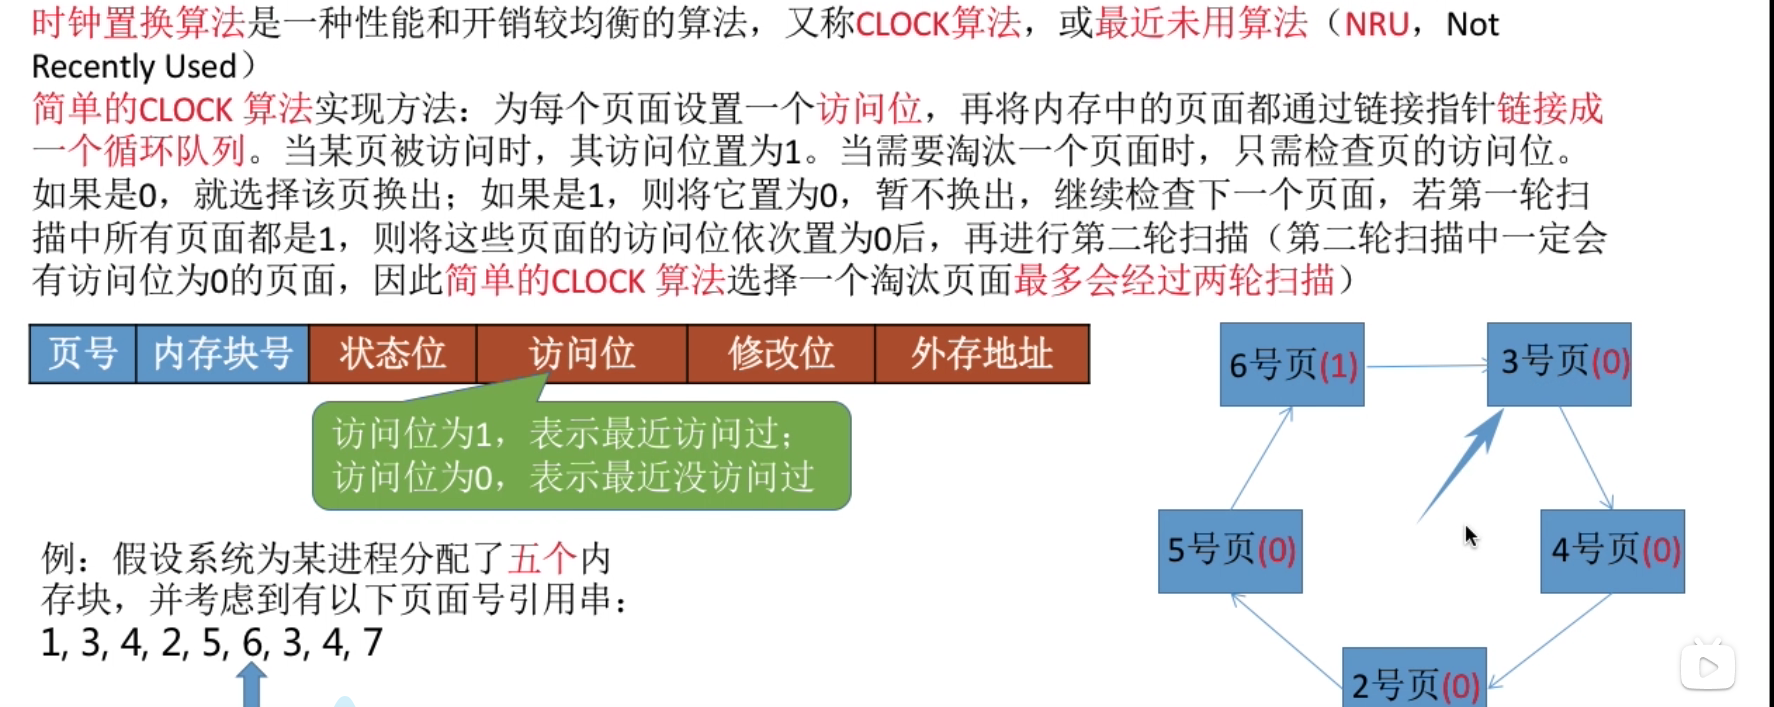 时钟置换算法是一种性能和开销较均衡的算法，又称CLOCK算法，或最近未用算法（NRU，Not
Recently Used）
简单的CLOCK 算法实现方法：为每个页面设置一个访问位，再将内存中的页面都通过链接指针链接成
一个循环队列。当某页被访问时，其访问位置为1。当需要淘汰一个页面时，只需检查页的访问位。
如果是0，就选择该页换出；如果是1，则将它置为0，暂不换出，继续检查下一个页面，若第一轮扫
描中所有页面都是1，则将这些页面的访问位依次置为0后，再进行第二轮扫描（第二轮扫描中一定会
有访问位为0的页面，因此简单的CLOCK 算法选择一个淘汰页面最多会经过两轮扫描）
页号 内存块号 状态位 访问位 修改位 外存地址
访问位为1，表示最近访问过；
访问位为0，表示最近没访问过
例：假设系统为某进程分配了五个内
存块，并考虑到有以下页面号引用串：
1, 3, 4, 2, 5, 6, 3, 4, 7
6号页(1)
3号页(0)
5号页(0)
4号页(0)
2号页(0)